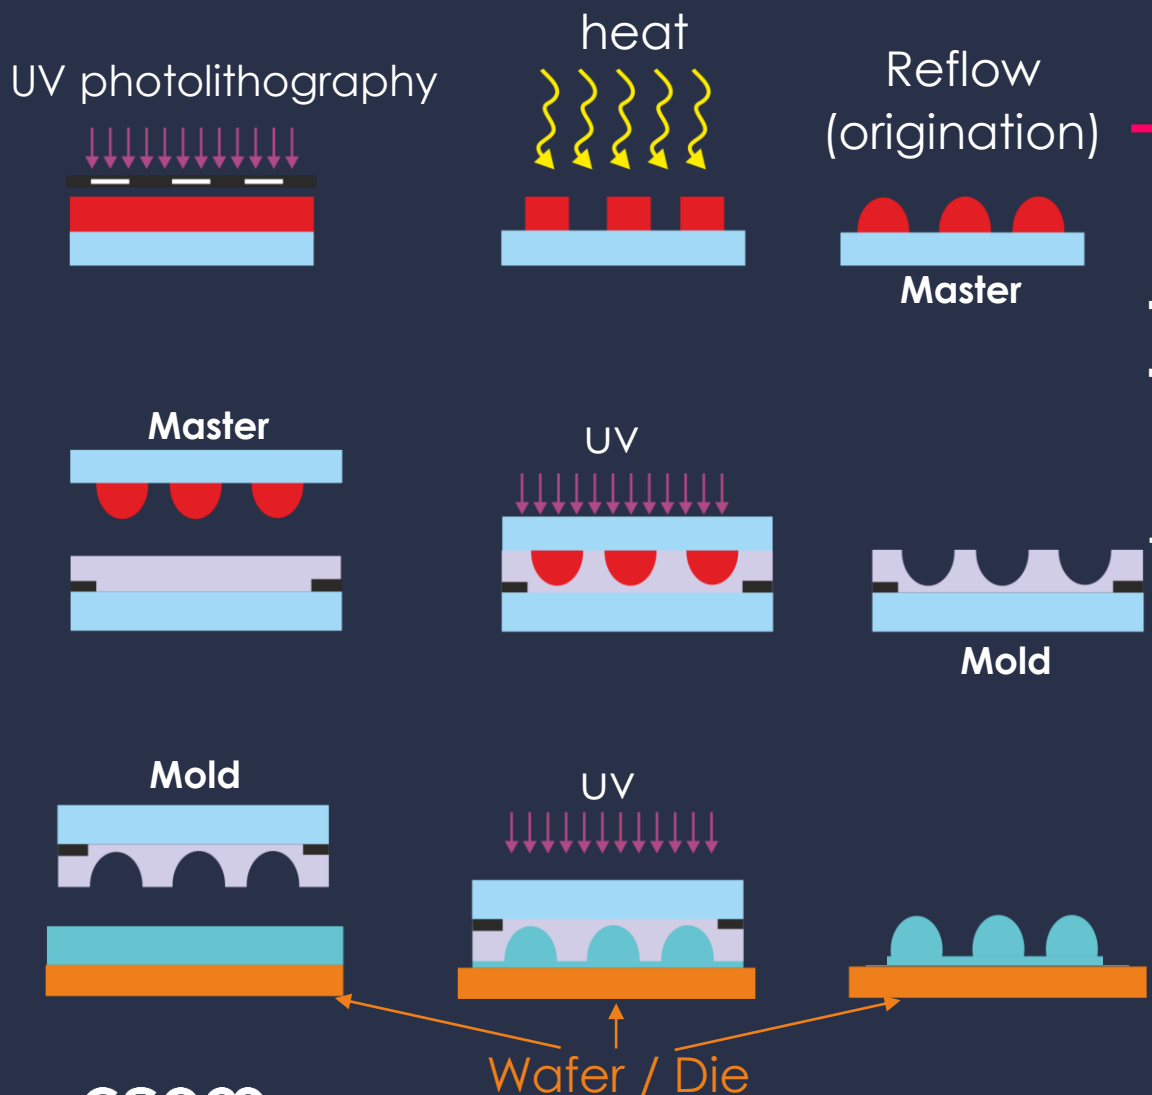 UV photolithography
heat
Reflow
(origination)
Master
Master
UV
Mold
Mold
UV
Wafer / Die